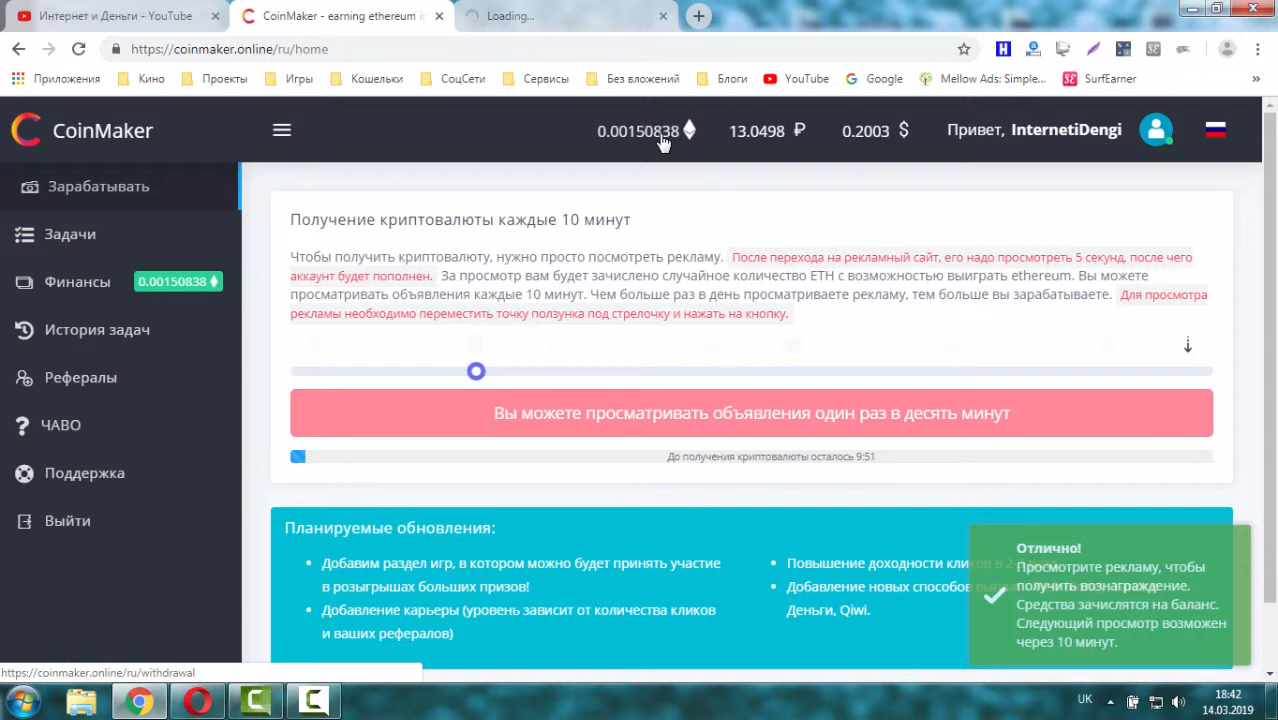 Интернет и Деньги - YouTube
CoinMaker - earning ethereum in
Loading...
https://coinmaker.online/ru/home
Приложения
Кино
Проекты
Игры
Кошельки
СоцСети
Сервисы
Без вложений
Блоги
YouTube
Google
Mellow Ads: Simple...
SurfEarner
»
CoinMaker
0.00150838
13.0498 ₽
0.2003 $
Привет, InternetiDengi
Зарабатывать
Задачи
Финансы 0.00150838
История задач
Рефералы
ЧАВО
Поддержка
Выйти
Получение криптовалюты каждые 10 минут
Чтобы получить криптовалюту, нужно просто посмотреть рекламу. После перехода на рекламный сайт, его надо просмотреть 5 секунд, после чего
аккаунт будет пополнен. За просмотр вам будет зачислено случайное количество ETH с возможностью выиграть ethereum. Вы можете
просматривать объявления каждые 10 минут. Чем больше раз в день просматриваете рекламу, тем больше вы зарабатываете. Для просмотра
рекламы необходимо переместить точку ползунка под стрелочку и нажать на кнопку.
Вы можете просматривать объявления один раз в десять минут
До получения криптовалюты осталось 9:51
Планируемые обновления:
Добавим раздел игр, в котором можно будет принять участие
в розыгрышах больших призов!
Добавление карьеры (уровень зависит от количества кликов
и ваших рефералов)
Повышение доходности кликов в 2
Добавление новых способов
Деньги, Qiwi.
Отлично!
Просмотрите рекламу, чтобы
получить вознаграждение.
Средства зачислятся на баланс.
Следующий просмотр возможен
через 10 минут.
https://coinmaker.online/ru/withdrawal
UK
18:42
14.03.2019